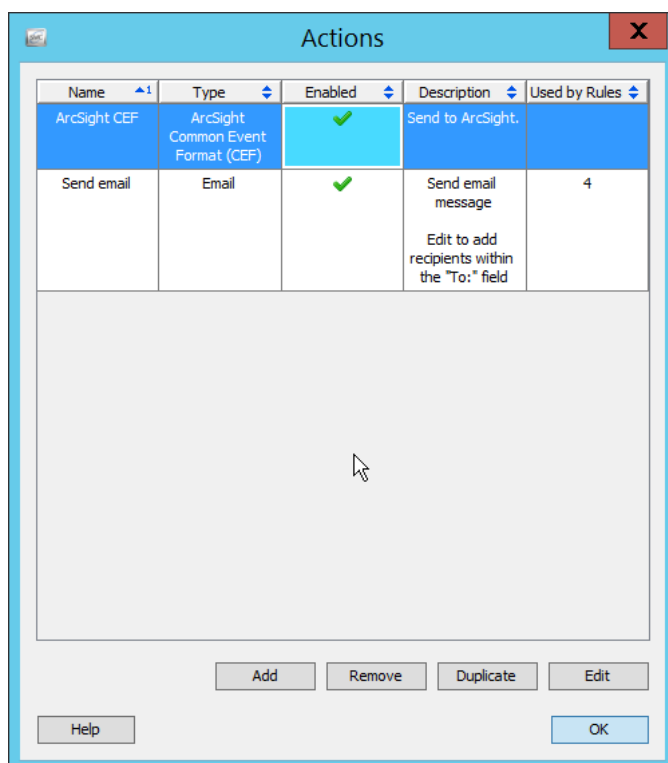 Actions
X
Name 1 Type Enabled Description Used by Rules
ArcSight CEF ArcSight Send to ArcSight.
Common Event
Format (CEF)
Send email Email Send email 4
message
Edit to add
recipients within
the "To:" field
Add Remove Duplicate Edit
Help OK